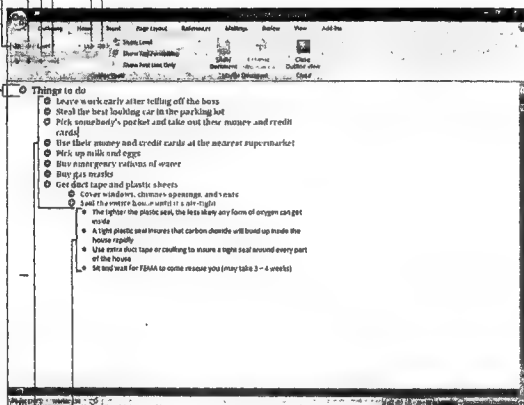 Home Insert Page Layout References Mailings Review View Add-Ins
Show Level
Show Text Formatting
Show First Line Only
Show Document
Close Outline View
Master Document
Close
Things to do
Leave work early after telling off the boss
Steal the best looking car in the parking lot
Pick somebody's pocket and take out their money and credit
cards
Use their money and credit cards at the nearest supermarket
Pick up milk and eggs
Buy emergency rations of water
Buy gas masks
Get duct tape and plastic sheets
Cover windows, chimney openings, and vents
Seal the entire house until it's air-tight
The tighter the plastic seal, the less likely any form of oxygen can get
inside
A tight plastic seal insures that carbon dioxide will build up inside the
house rapidly
Use extra duct tape or caulking to insure a tight seal around every part
of the house
Sit and wait for FEMA to come rescue you (may take 3 – 4 weeks)